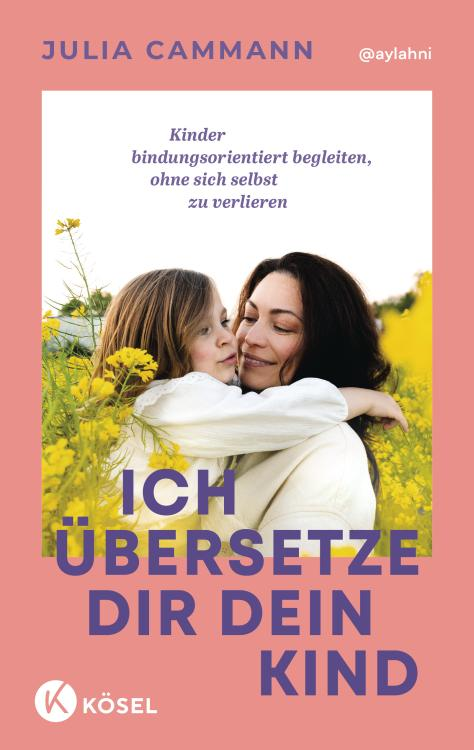 JULIA CAMMANN
@aylahni
Kinder
bindungsorientiert begleiten,
ohne sich selbst
zu verlieren
ICH
ÜBERSETZE
DIR DEIN
KIND
KÖSEL